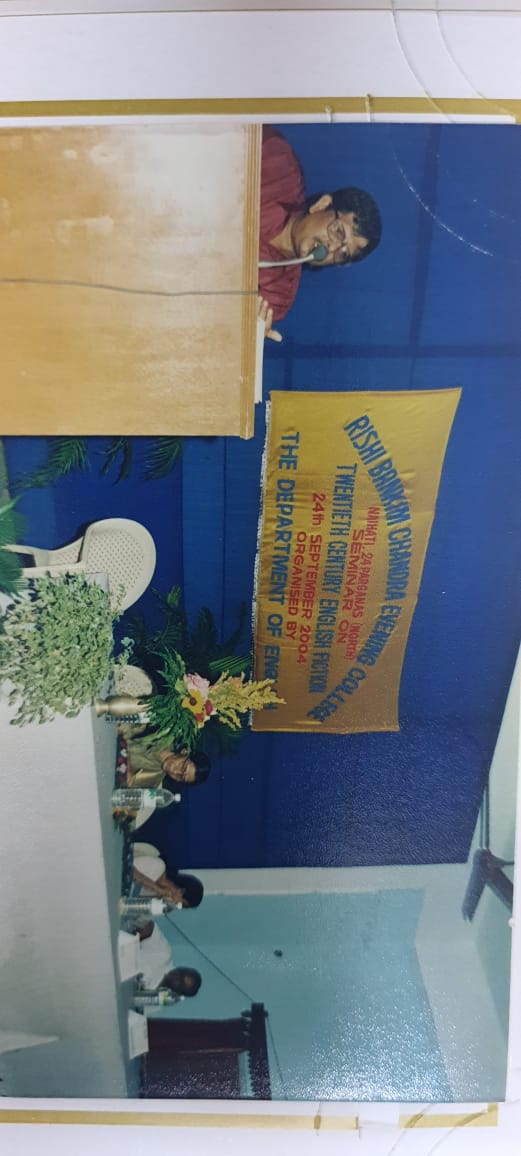 RISHI BANKIM CHANDRA EVENING COLLEGE
NAIHATI, 24 PARGANAS (NORTH)
SEMINAR ON
TWENTIETH CENTURY ENGLISH FICTION
24th SEPTEMBER 2004
ORGANISED BY
THE DEPARTMENT OF